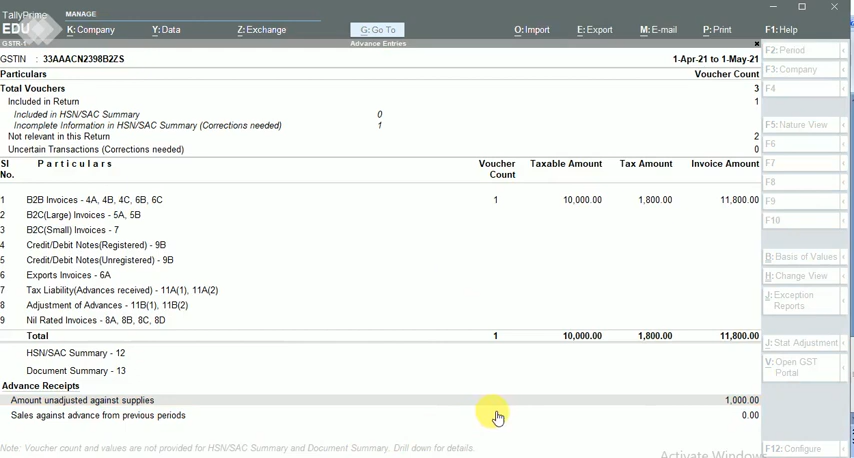 TallyPrime
MANAGE
EDU
K: Company
Y: Data
Z: Exchange
G: Go To
O: Import
E: Export
M: E-mail
P: Print
F1: Help
GSTR-1
Advance Entries
GSTIN : 33AAACN2398B2ZS
1-Apr-21 to 1-May-21
Particulars
Voucher Count
Total Vouchers
3
Included in Return
1
Included in HSN/SAC Summary
0
Incomplete Information in HSN/SAC Summary (Corrections needed)
1
Not relevant in this Return
2
Uncertain Transactions (Corrections needed)
0
Sl No.
Particulars
Voucher Count
Taxable Amount
Tax Amount
Invoice Amount
1 B2B Invoices - 4A, 4B, 4C, 6B, 6C 1 10,000.00 1,800.00 11,800.00
2 B2C(Large) Invoices - 5A, 5B
3 B2C(Small) Invoices - 7
4 Credit/Debit Notes(Registered) - 9B
5 Credit/Debit Notes(Unregistered) - 9B
6 Exports Invoices - 6A
7 Tax Liability(Advances received) - 11A(1), 11A(2)
8 Adjustment of Advances - 11B(1), 11B(2)
9 Nil Rated Invoices - 8A, 8B, 8C, 8D
Total 1 10,000.00 1,800.00 11,800.00
HSN/SAC Summary - 12
Document Summary - 13
Advance Receipts
Amount unadjusted against supplies 1,000.00
Sales against advance from previous periods 0.00
Note: Voucher count and values are not provided for HSN/SAC Summary and Document Summary. Drill down for details.
F2: Period
F3: Company
F4
F5: Nature View
F6
F7
F8
F9
F10
B: Basis of Values
H: Change View
J: Exception Reports
J: Stat Adjustment
V: Open GST Portal
F12: Configure
Activate Windows